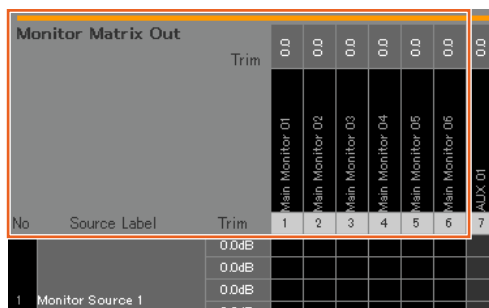 Monitor Matrix Out
Trim
0.0
0.0
0.0
0.0
0.0
0.0
0.0
Main Monitor 01
Main Monitor 02
Main Monitor 03
Main Monitor 04
Main Monitor 05
Main Monitor 06
AUX 01
No Source Label Trim 1 2 3 4 5 6 7
0.0dB
0.0dB
0.0dB
1 Monitor Source 1